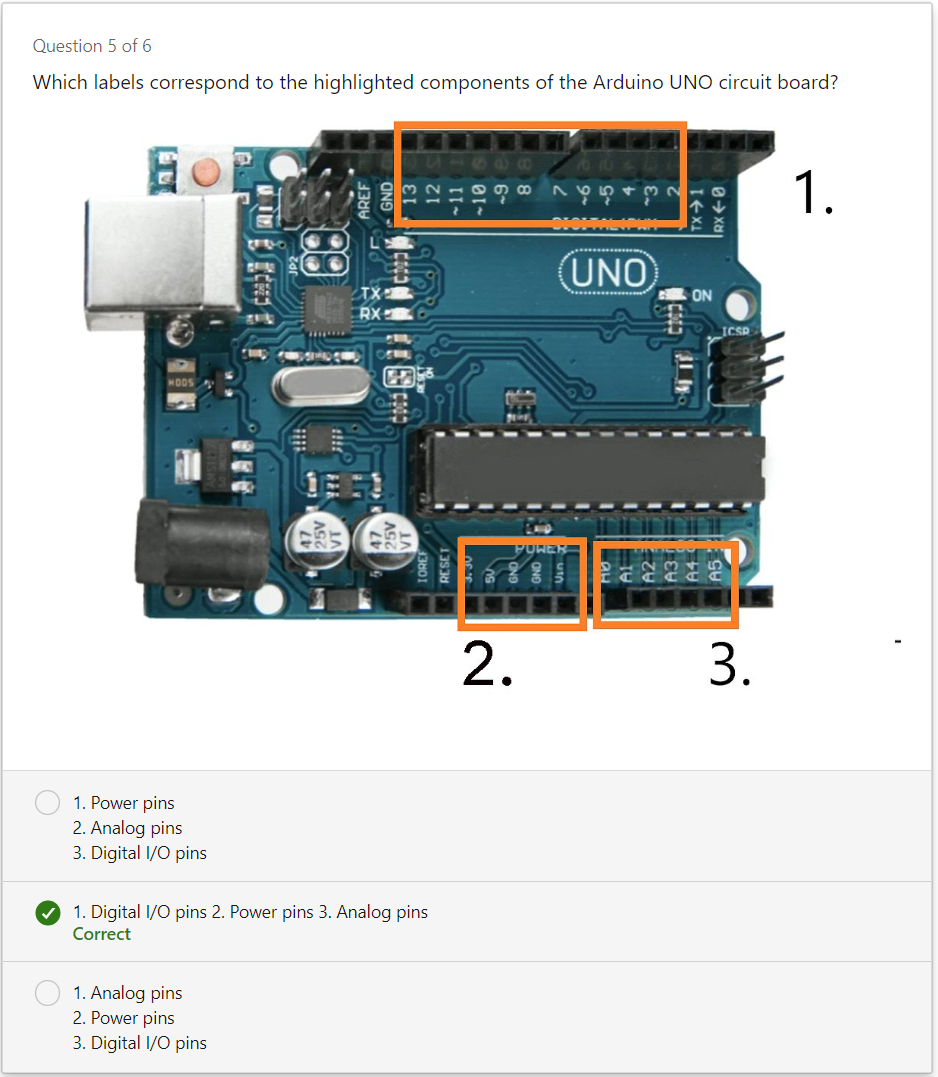 Question 5 of 6
Which labels correspond to the highlighted components of the Arduino UNO circuit board?
1.
AREF
GND
13
12
~11
~10
~9
8
7
~6
~5
4
~3
2
TX→1
RX←0
DIGITAL (PWM
L
JP2
TX
RX
UNO
ON
ICSP
RESET
ON
47
25V
VT
47
25V
VT
POWER
IOREF
RESET
3.3V
5V
GND
GND
Vin
A0
A1
A2
A3
A4
A5
2.
3.
-
1. Power pins
2. Analog pins
3. Digital I/O pins
1. Digital I/O pins 2. Power pins 3. Analog pins
Correct
1. Analog pins
2. Power pins
3. Digital I/O pins